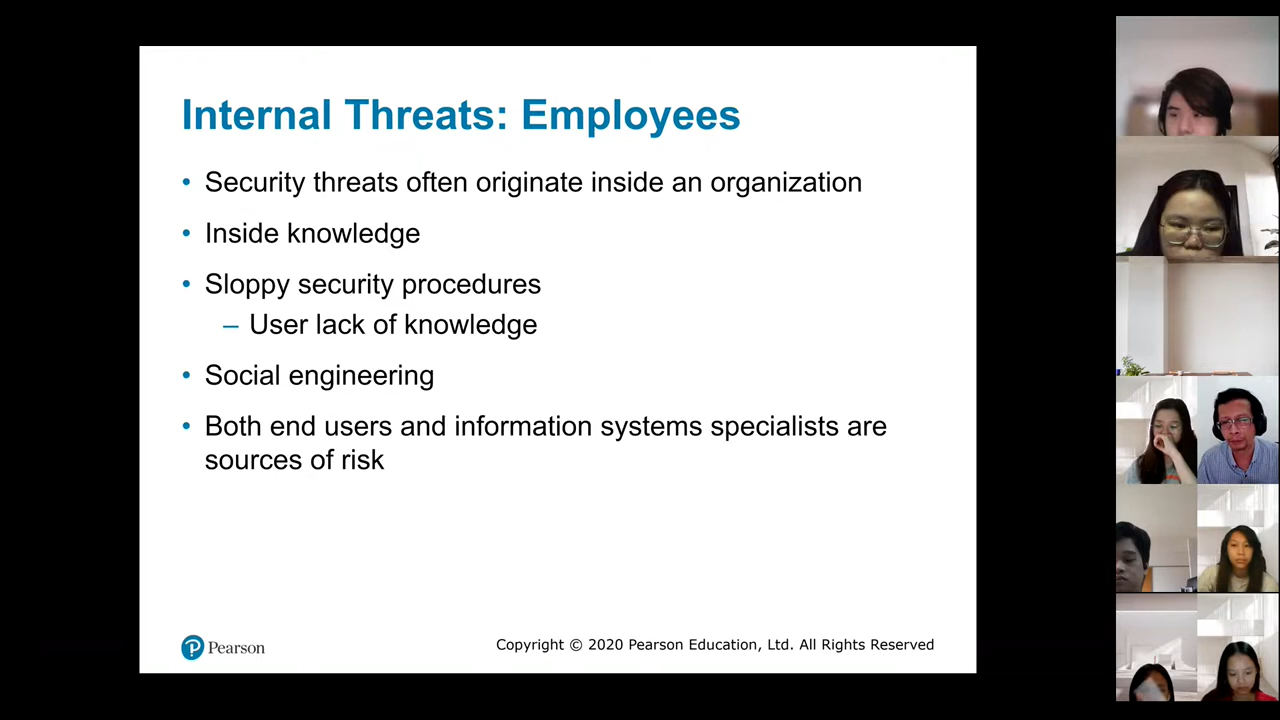 Internal Threats: Employees
• Security threats often originate inside an organization
• Inside knowledge
• Sloppy security procedures
– User lack of knowledge
• Social engineering
• Both end users and information systems specialists are
sources of risk
P Pearson
Copyright © 2020 Pearson Education, Ltd. All Rights Reserved